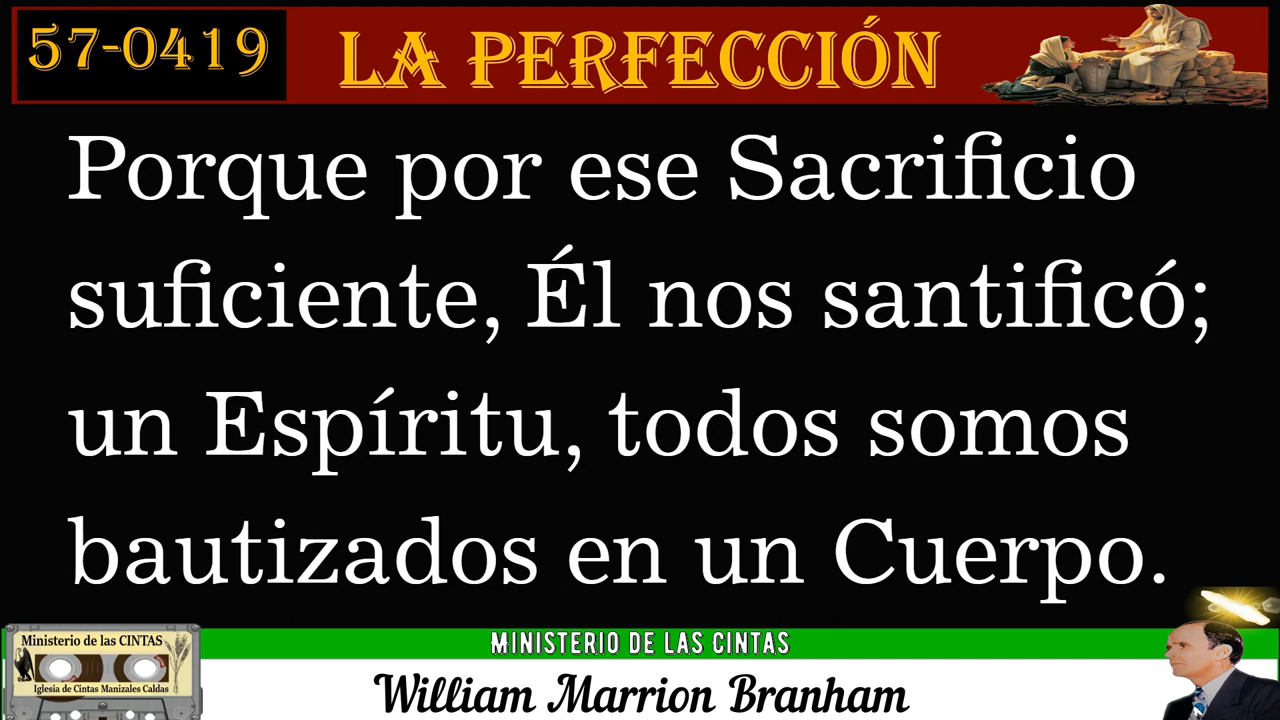 57-0419
LA PERFECCIÓN
Porque por ese Sacrificio
suficiente, Él nos santificó;
un Espíritu, todos somos
bautizados en un Cuerpo.
Ministerio de las CINTAS
Iglesia de Cintas Manizales Caldas
MINISTERIO DE LAS CINTAS
William Marrion Branham